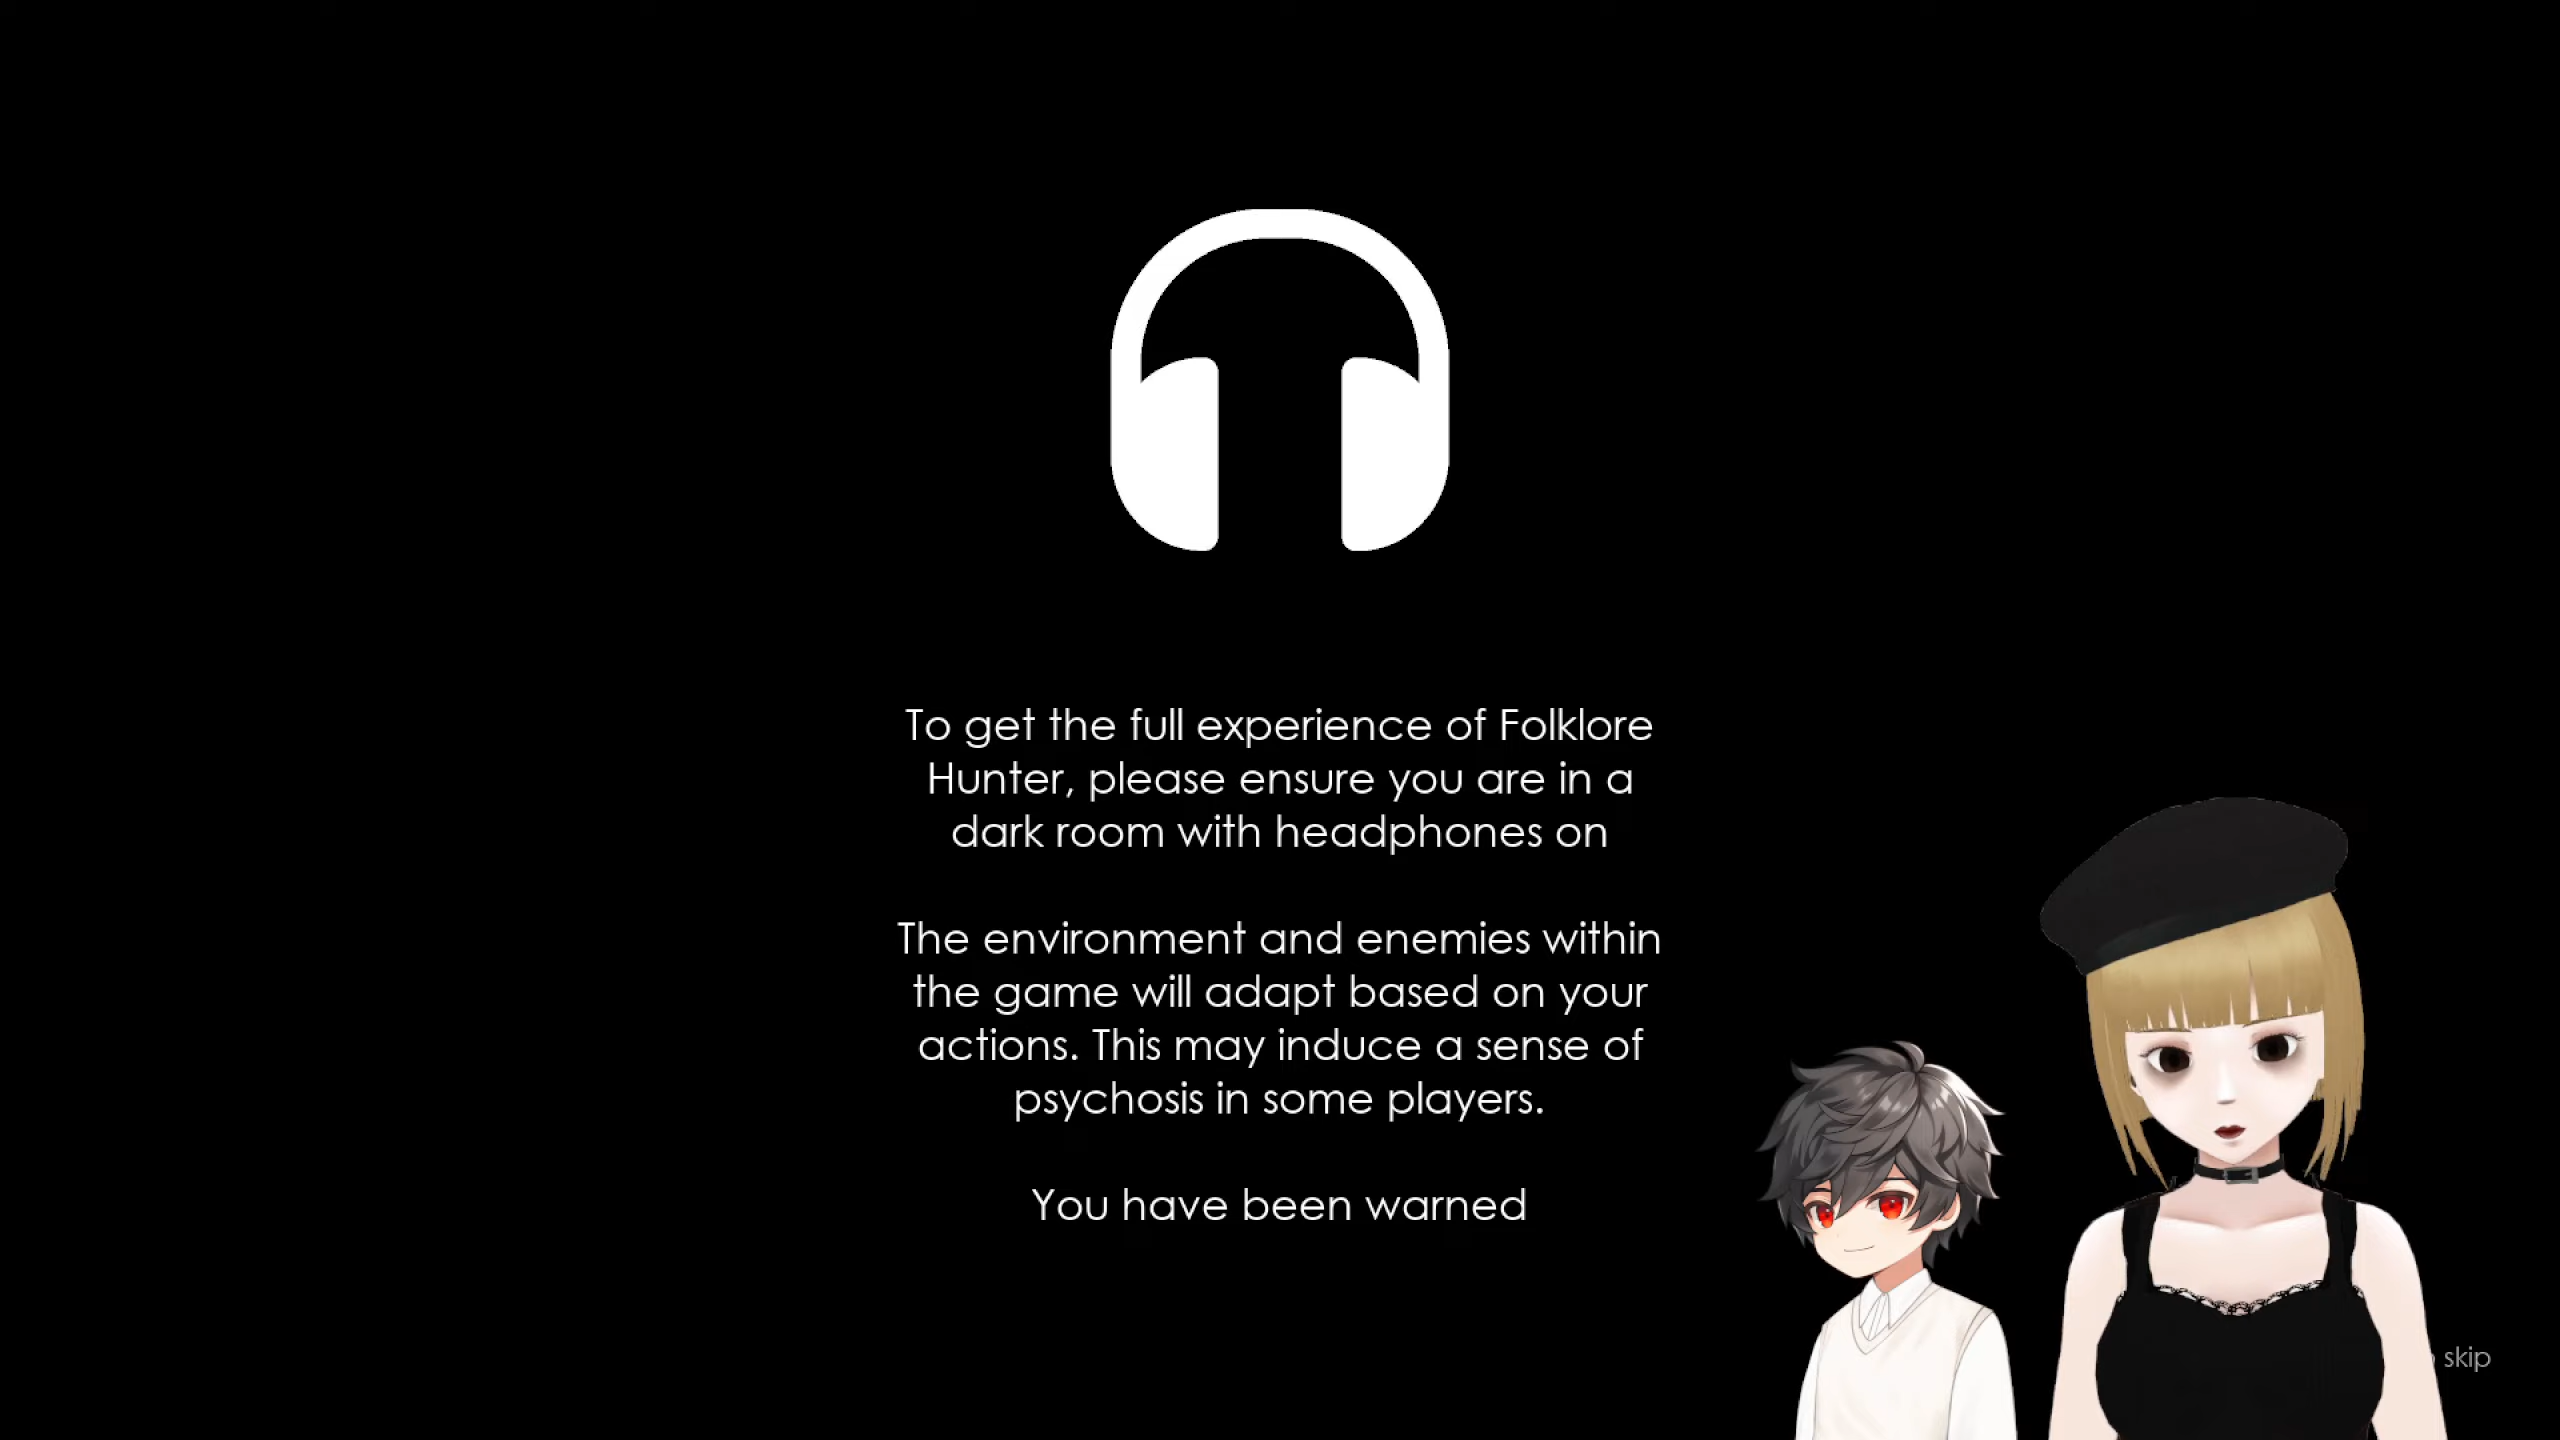 To get the full experience of Folklore
Hunter, please ensure you are in a
dark room with headphones on
The environment and enemies within
the game will adapt based on your
actions. This may induce a sense of
psychosis in some players.
You have been warned
skip